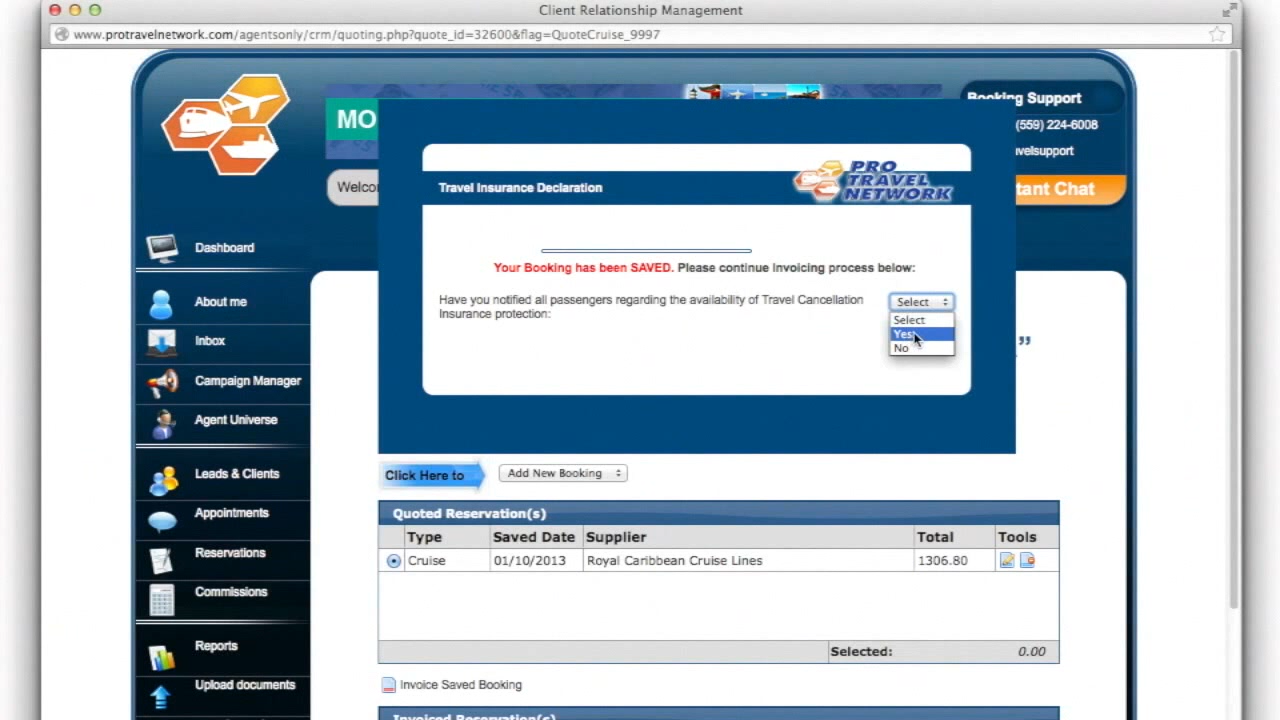 Client Relationship Management
www.protravelnetwork.com/agentsonly/crm/quoting.php?quote_id=32600&flag=QuoteCruise_9997
Booking Support
(559) 224-6008
MO
Welco
tant Chat
Travel Insurance Declaration
PRO
TRAVEL
NETWORK
Your Booking has been SAVED. Please continue Invoicing process below:
Have you notified all passengers regarding the availability of Travel Cancellation
Insurance protection:
Select
Select
Yes
No
”
Dashboard
About me
Inbox
Campaign Manager
Agent Universe
Leads & Clients
Appointments
Reservations
Commissions
Reports
Upload documents
Click Here to
Add New Booking
Quoted Reservation(s)
Type Saved Date Supplier Total Tools
Cruise 01/10/2013 Royal Caribbean Cruise Lines 1306.80
Selected: 0.00
Invoice Saved Booking
Invoiced Reservation(s)